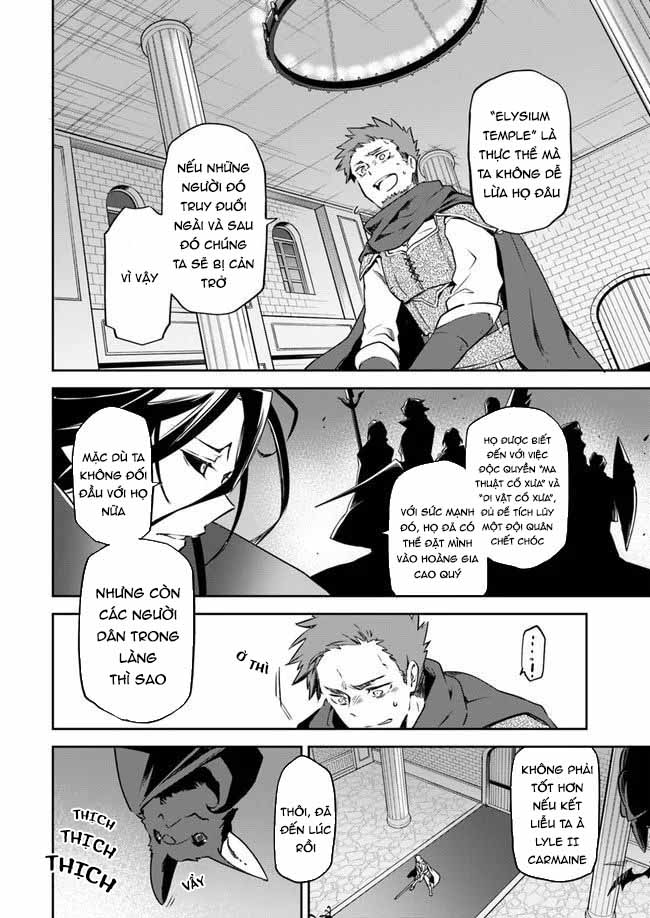 "ELYSIUM
TEMPLE" LÀ
THỰC THỂ MÀ
TA KHÔNG DỄ
LỪA HỌ ĐÂU
NẾU NHỮNG
NGƯỜI ĐÓ
TRUY ĐUỔI
NGÀI VÀ SAU
ĐÓ CHÚNG
TA SẼ BỊ CẢN
TRỞ
VÌ VẬY
HỌ ĐƯỢC BIẾT
ĐẾN VỚI VIỆC
ĐỘC QUYỀN "MA
THUẬT CỔ XƯA" VÀ
"DI VẬT CỔ XƯA",
DÙ ĐỂ TÍCH LŨY
MỘT ĐỘI QUÂN
CHẾT CHÓC
VỚI SỨC MẠNH
ĐÓ, HỌ ĐÃ CÓ
THỂ ĐẶT MÌNH
VÀO HOÀNG GIA
CAO QUÝ
MẶC DÙ TA
KHÔNG ĐỐI
ĐẦU VỚI HỌ
NỮA
NHƯNG CÒN
CÁC NGƯỜI
DÂN TRONG
LÀNG
THÌ SAO
....!
Ở THÌ
KHÔNG PHẢI
TỐT HƠN
NẾU KẾT
LIỄU TA À
LYLE II
CARMAINE
THÔI, ĐÃ
ĐẾN LÚC
RỒI
THỊCH
THỊCH
THỊCH
VẨY